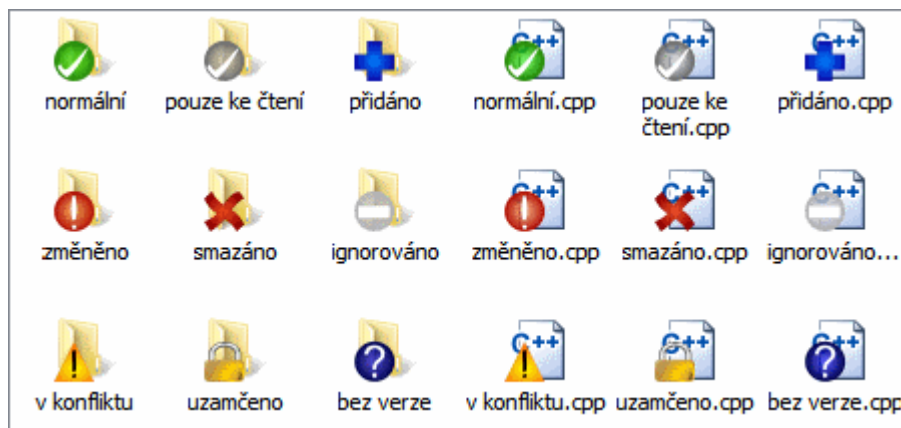 C++ C++ C++
normální pouze ke čtení přidáno normální.cpp pouze ke čtení.cpp přidáno.cpp
C++ C++ C++
změněno smazáno ignorováno změněno.cpp smazáno.cpp ignorováno...
C++ C++ C++
v konfliktu uzamčeno bez verze v konfliktu.cpp uzamčeno.cpp bez verze.cpp